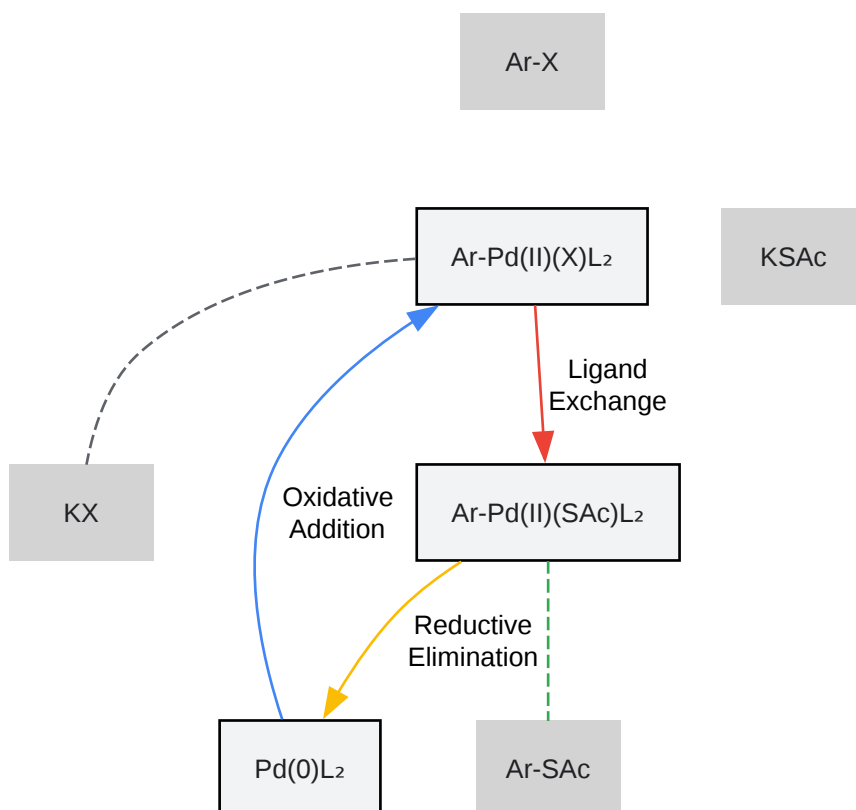 Ar-X
Ar-Pd(II)(X)L₂
KSAc
Ligand
Exchange
KX
Oxidative
Addition
Ar-Pd(II)(SAc)L₂
Reductive
Elimination
Pd(0)L₂
Ar-SAc